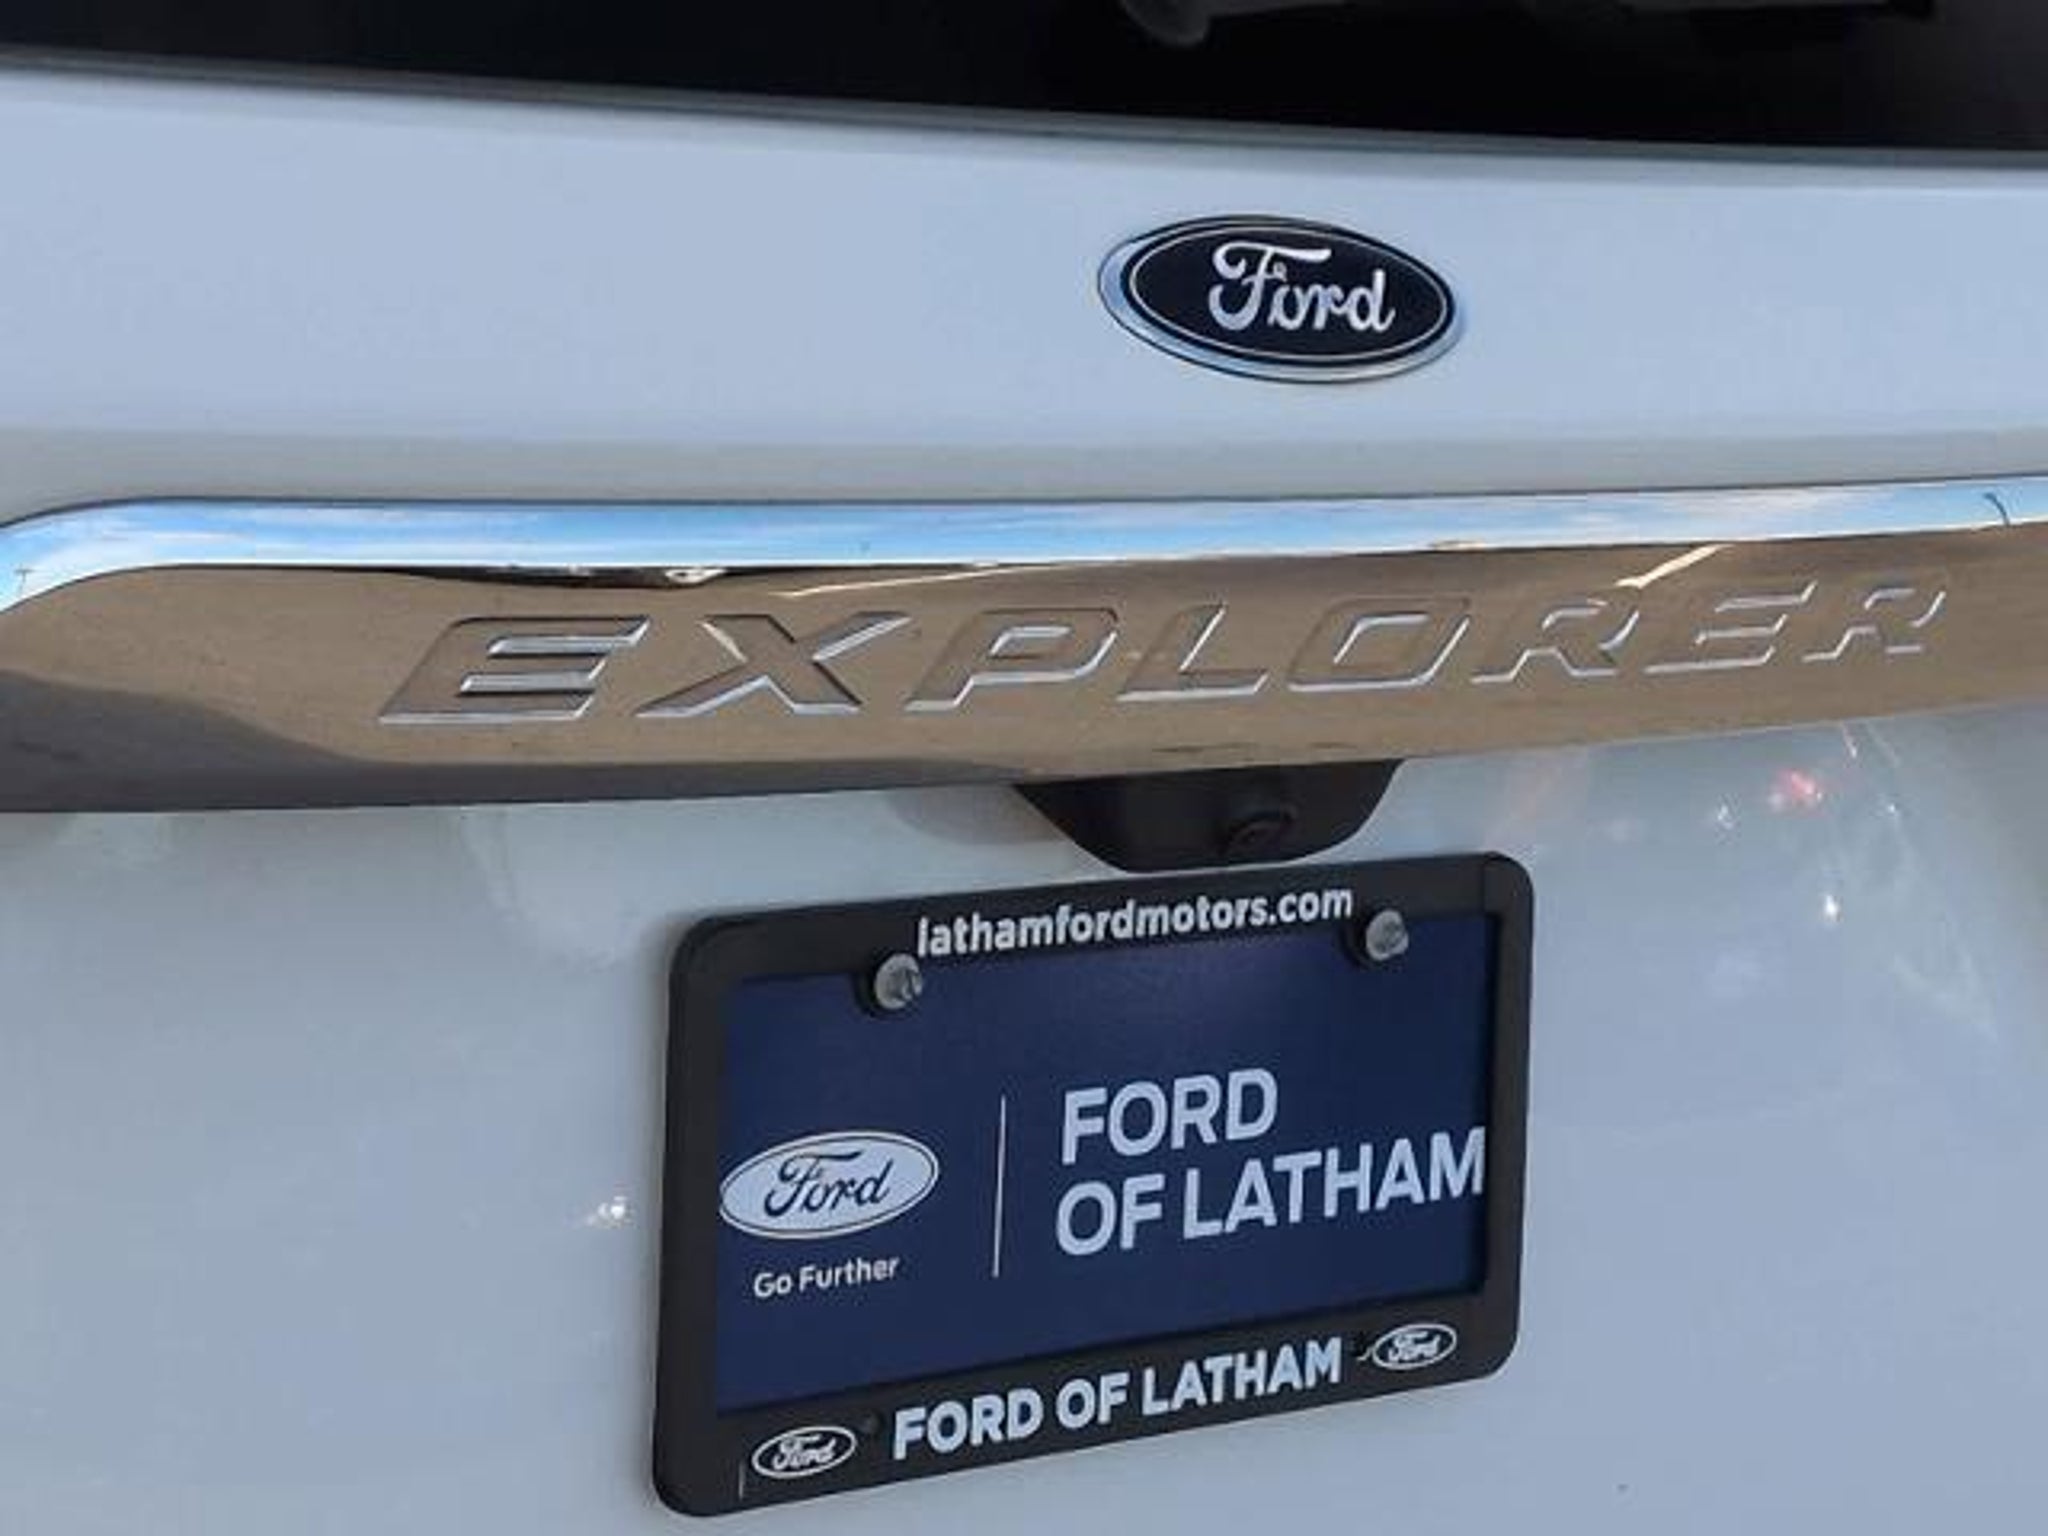 Ford
EXPLORER
lathamfordmotors.com
FORD
OF LATHAM
Ford
Go Further
FORD OF LATHAM Ford
Ford